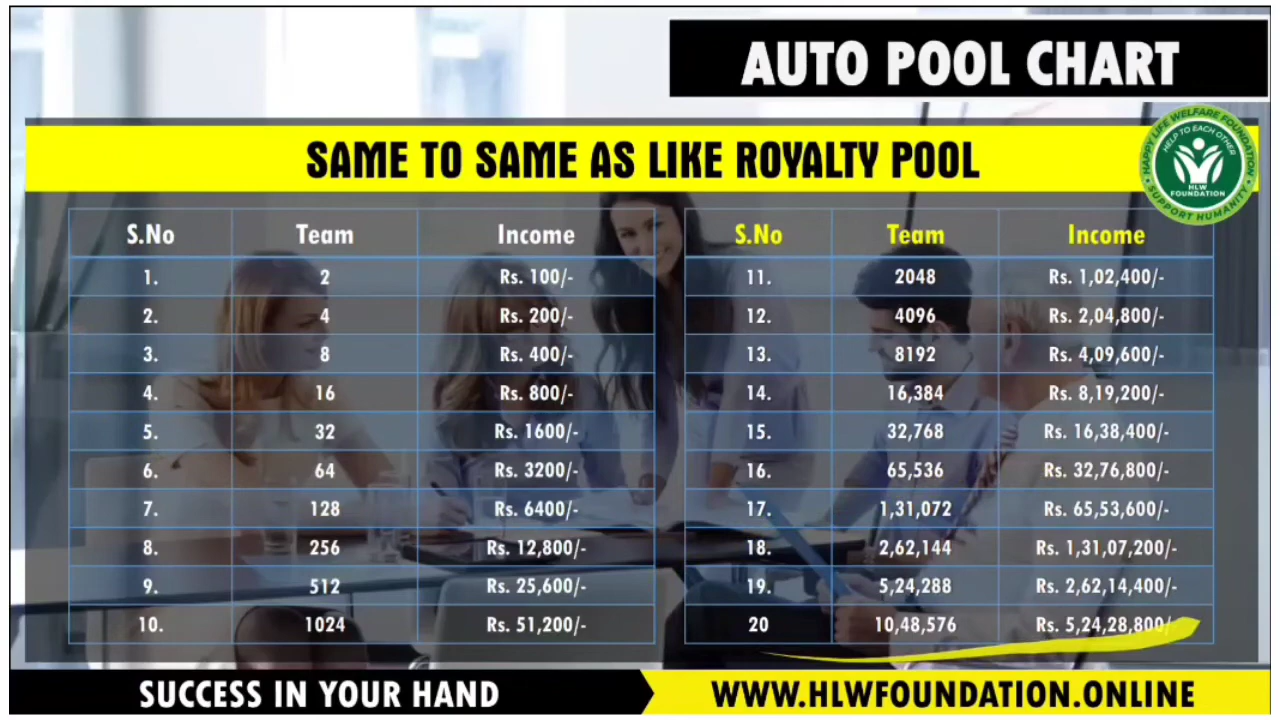 AUTO POOL CHART
SAME TO SAME AS LIKE ROYALTY POOL
HAPPY LIFE WELFARE FOUNDATION
HELP TO EACH OTHER
HLW
FOUNDATION
SUPPORT HUMANITY
S.No Team Income
1. 2 Rs. 100/-
2. 4 Rs. 200/-
3. 8 Rs. 400/-
4. 16 Rs. 800/-
5. 32 Rs. 1600/-
6. 64 Rs. 3200/-
7. 128 Rs. 6400/-
8. 256 Rs. 12,800/-
9. 512 Rs. 25,600/-
10. 1024 Rs. 51,200/-
S.No Team Income
11. 2048 Rs. 1,02,400/-
12. 4096 Rs. 2,04,800/-
13. 8192 Rs. 4,09,600/-
14. 16,384 Rs. 8,19,200/-
15. 32,768 Rs. 16,38,400/-
16. 65,536 Rs. 32,76,800/-
17. 1,31,072 Rs. 65,53,600/-
18. 2,62,144 Rs. 1,31,07,200/-
19. 5,24,288 Rs. 2,62,14,400/-
20 10,48,576 Rs. 5,24,28,800/-
SUCCESS IN YOUR HAND
WWW.HLWFOUNDATION.ONLINE